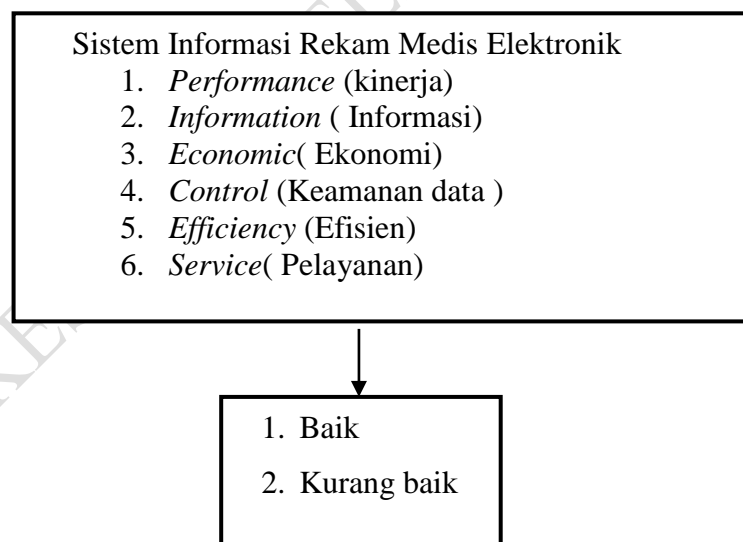 Sistem Informasi Rekam Medis Elektronik
1. Performance (kinerja)
2. Information ( Informasi)
3. Economic( Ekonomi)
4. Control (Keamanan data )
5. Efficiency (Efisien)
6. Service( Pelayanan)
1. Baik
2. Kurang baik